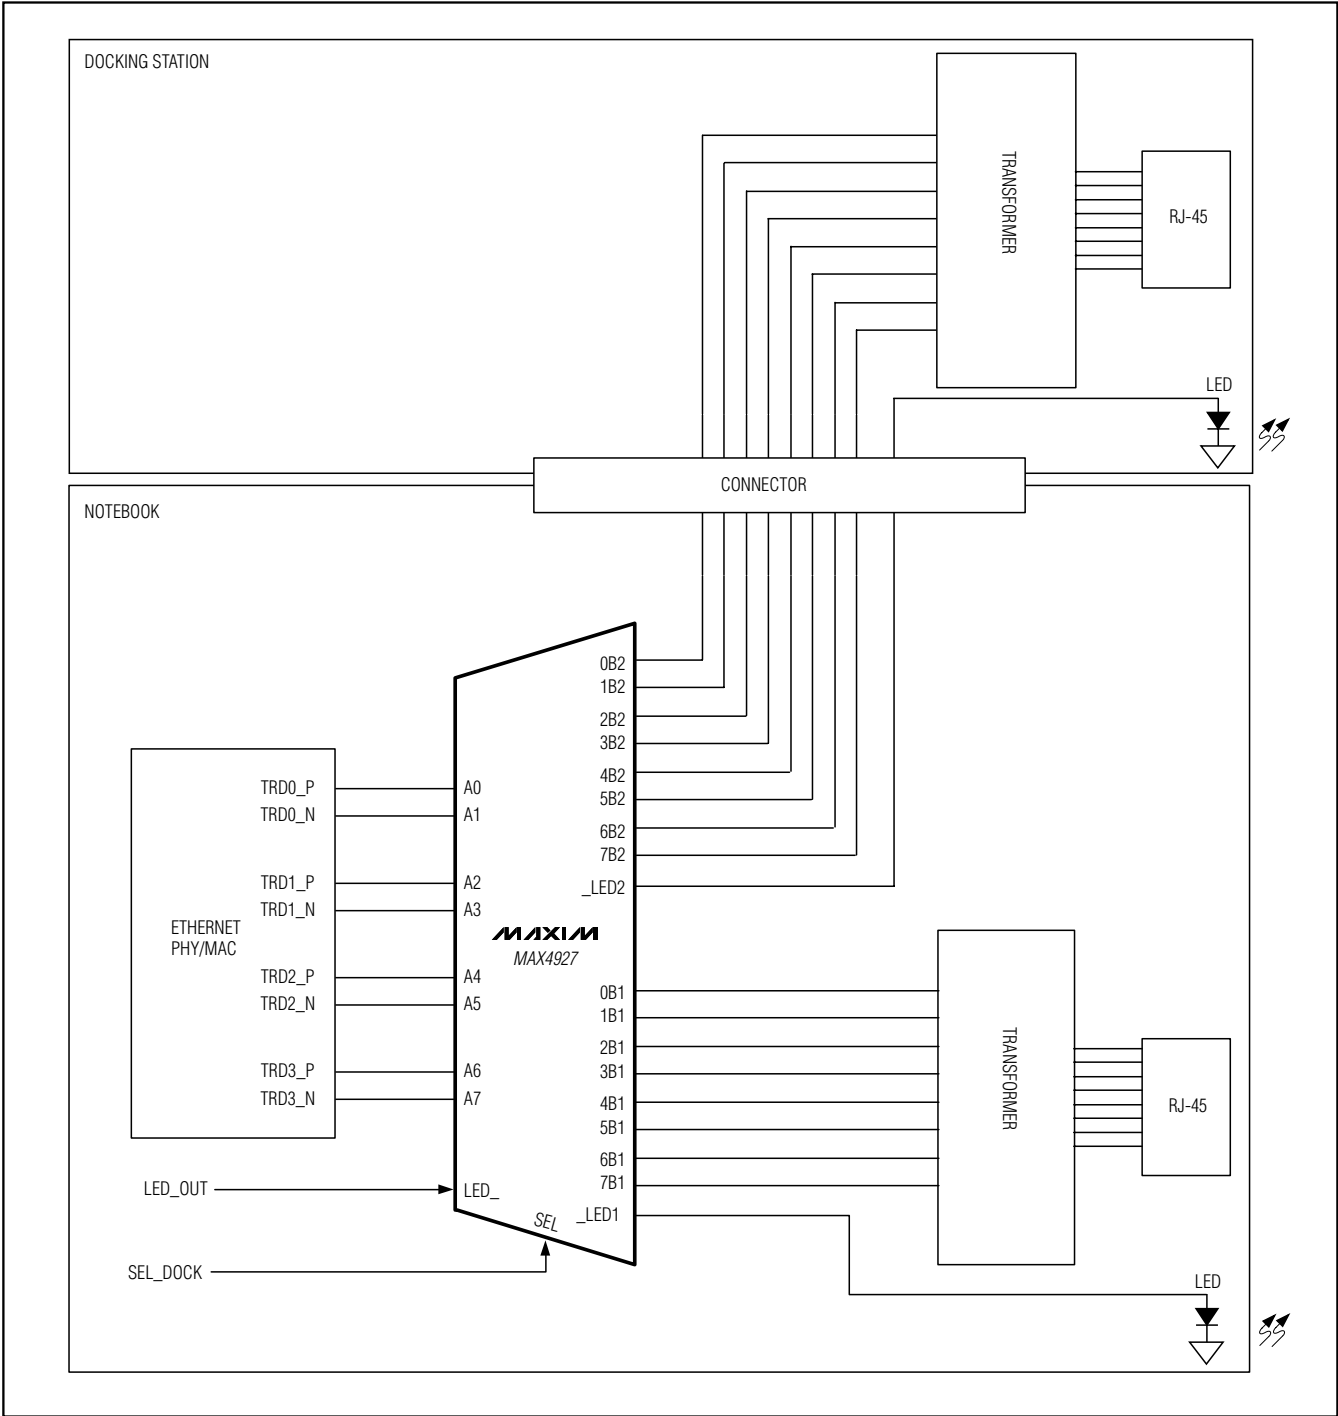 DOCKING STATION
TRANSFORMER
RJ-45
LED
CONNECTOR
NOTEBOOK
0B2
1B2
2B2
3B2
4B2
5B2
6B2
7B2
_LED2
ETHERNET
PHY/MAC
TRD0_P
TRD0_N
TRD1_P
TRD1_N
TRD2_P
TRD2_N
TRD3_P
TRD3_N
A0
A1
A2
A3
A4
A5
A6
A7
MAXIM
MAX4927
0B1
1B1
2B1
3B1
4B1
5B1
6B1
7B1
_LED1
TRANSFORMER
RJ-45
LED_OUT
LED_
SEL
SEL_DOCK
LED